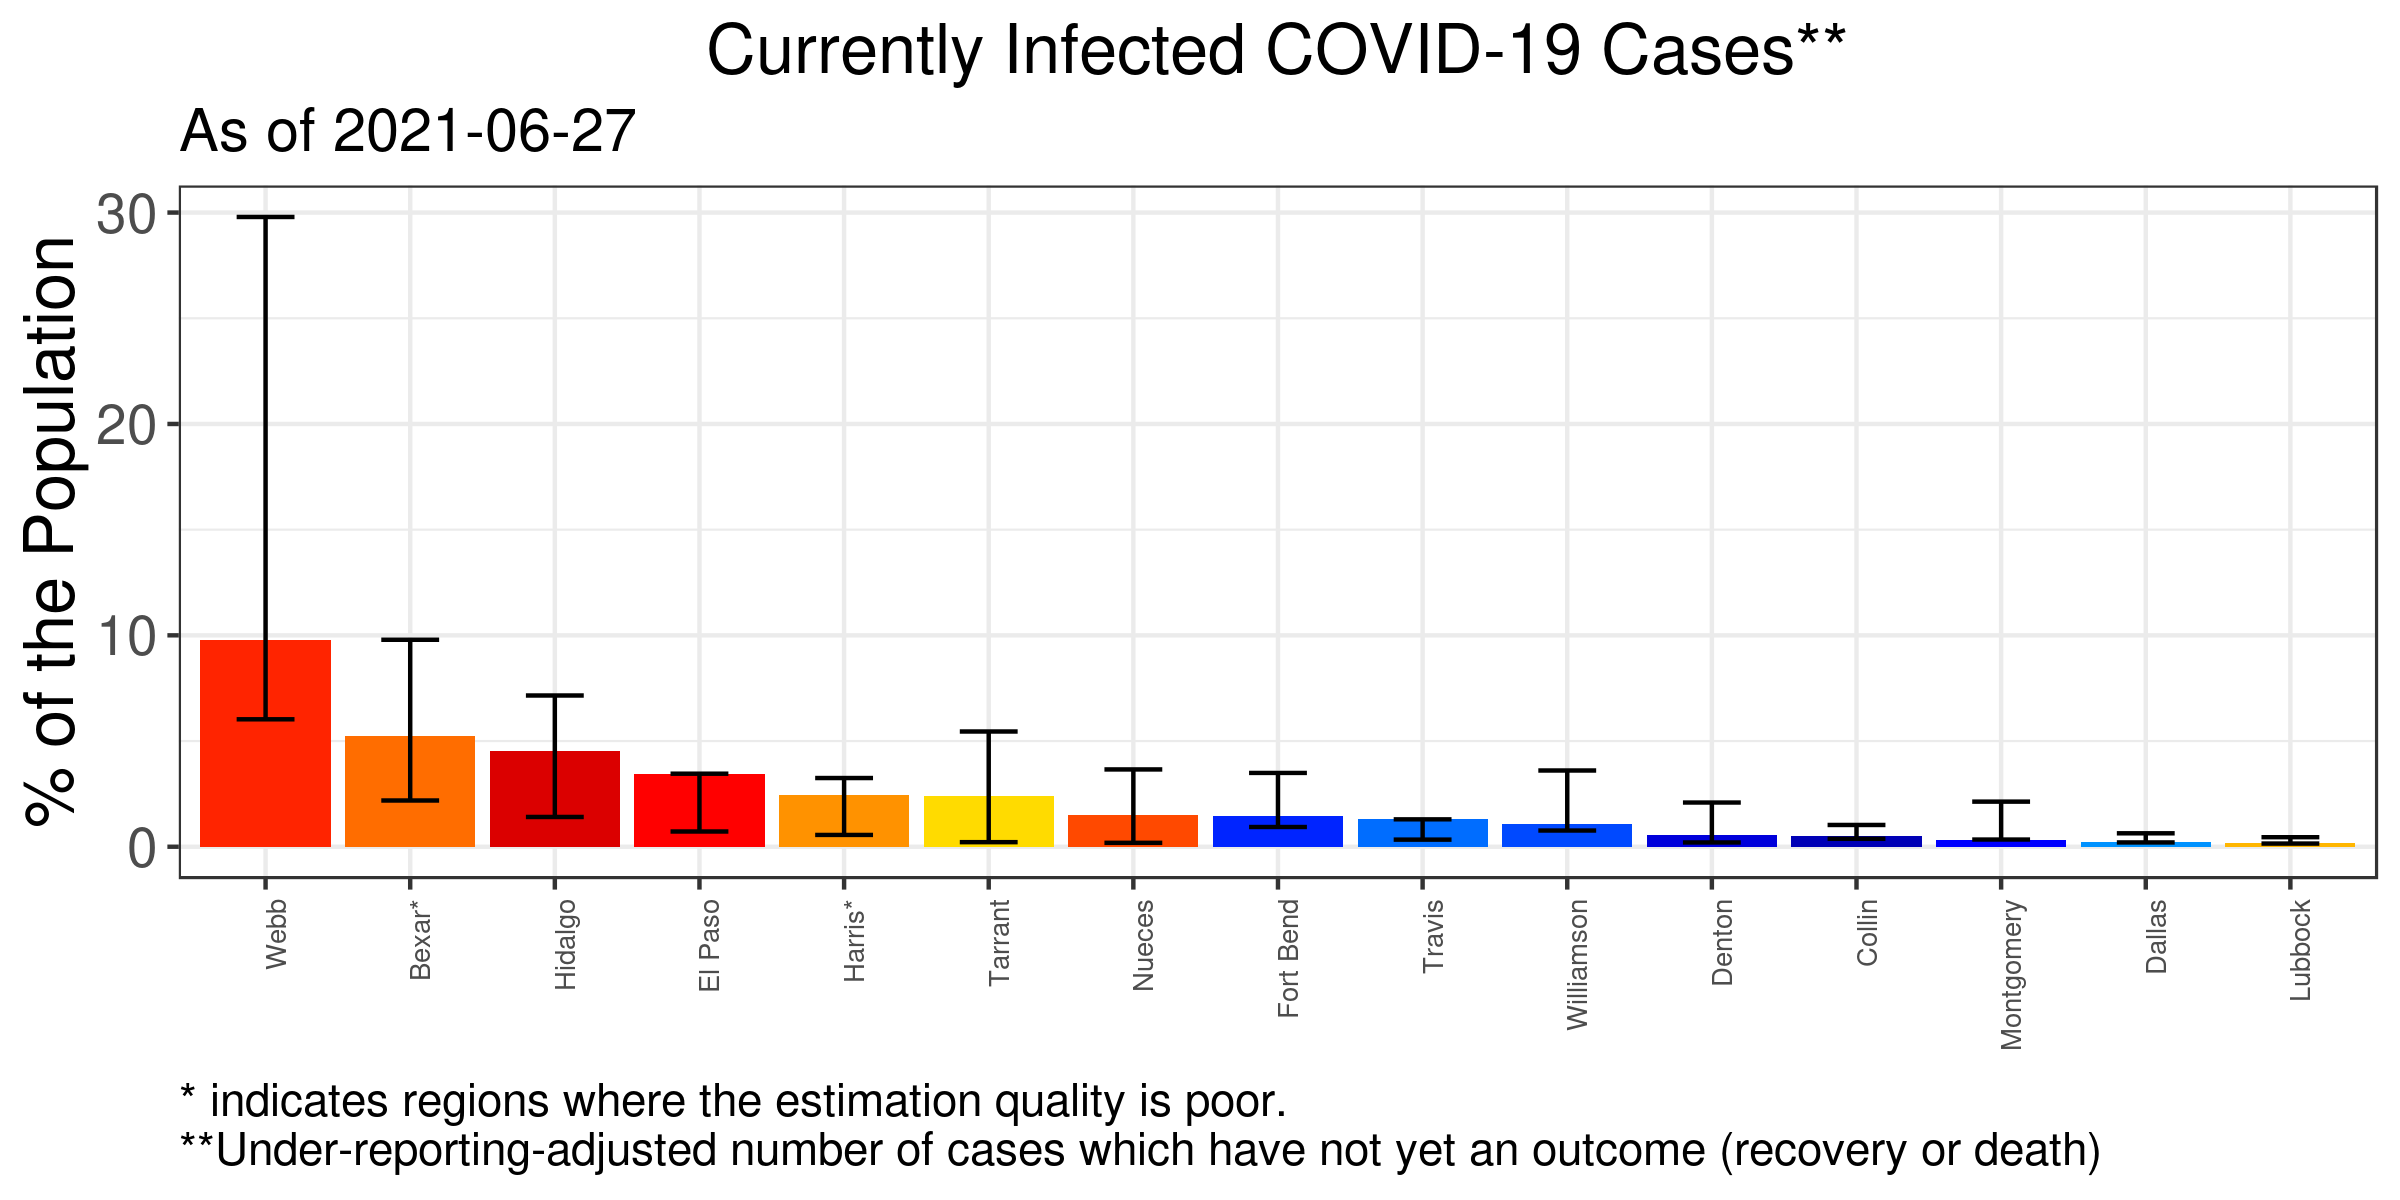 Currently Infected COVID-19 Cases**
As of 2021-06-27
% of the Population
30
20
10
0
Webb
Bexar*
Hidalgo
El Paso
Harris*
Tarrant
Nueces
Fort Bend
Travis
Williamson
Denton
Collin
Montgomery
Dallas
Lubbock
* indicates regions where the estimation quality is poor.
**Under-reporting-adjusted number of cases which have not yet an outcome (recovery or death)